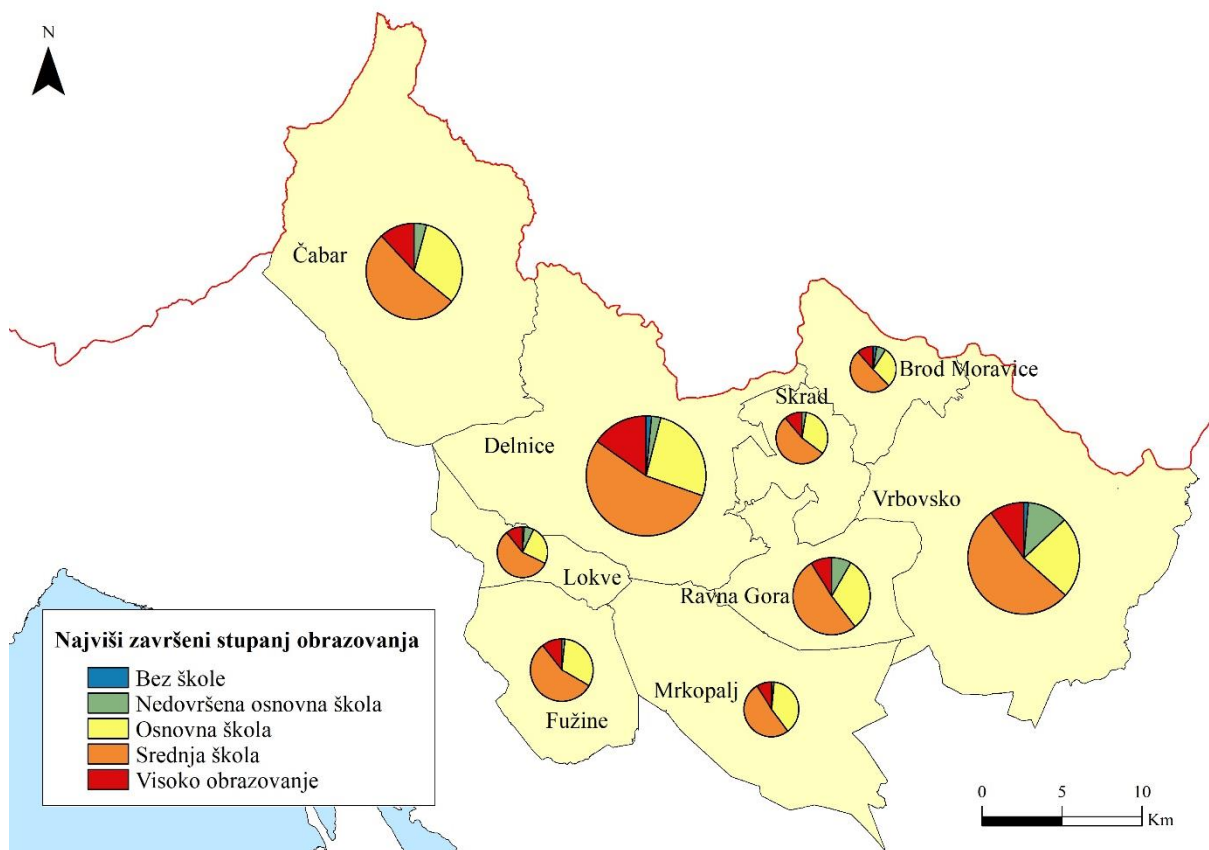 N
Čabar
Brod Moravice
Skrad
Delnice
Vrbovsko
Lokve
Ravna Gora
Mrkopalj
Fužine
Najviši završeni stupanj obrazovanja
Bez škole
Nedovršena osnovna škola
Osnovna škola
Srednja škola
Visoko obrazovanje
0 5 10
Km